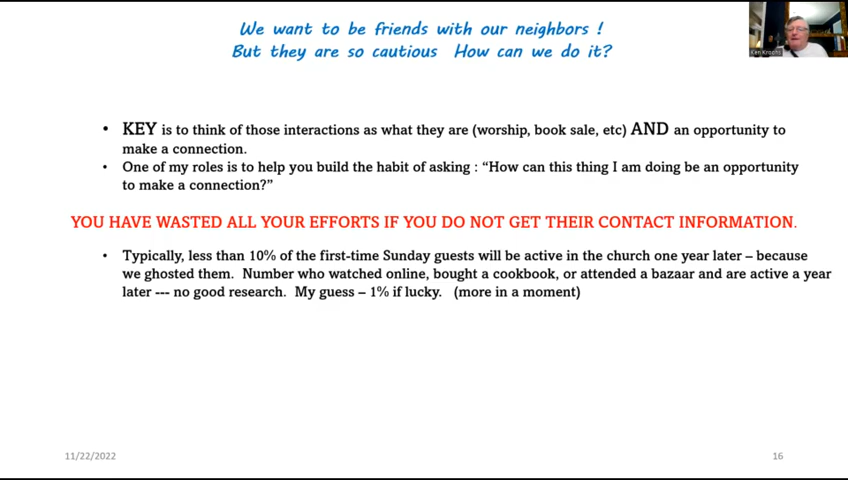 We want to be friends with our neighbors !
But they are so cautious How can we do it?
• KEY is to think of those interactions as what they are (worship, book sale, etc) AND an opportunity to
make a connection.
• One of my roles is to help you build the habit of asking : “How can this thing I am doing be an opportunity
to make a connection?”
YOU HAVE WASTED ALL YOUR EFFORTS IF YOU DO NOT GET THEIR CONTACT INFORMATION.
• Typically, less than 10% of the first-time Sunday guests will be active in the church one year later – because
we ghosted them. Number who watched online, bought a cookbook, or attended a bazaar and are active a year
later --- no good research. My guess – 1% if lucky. (more in a moment)
11/22/2022
16